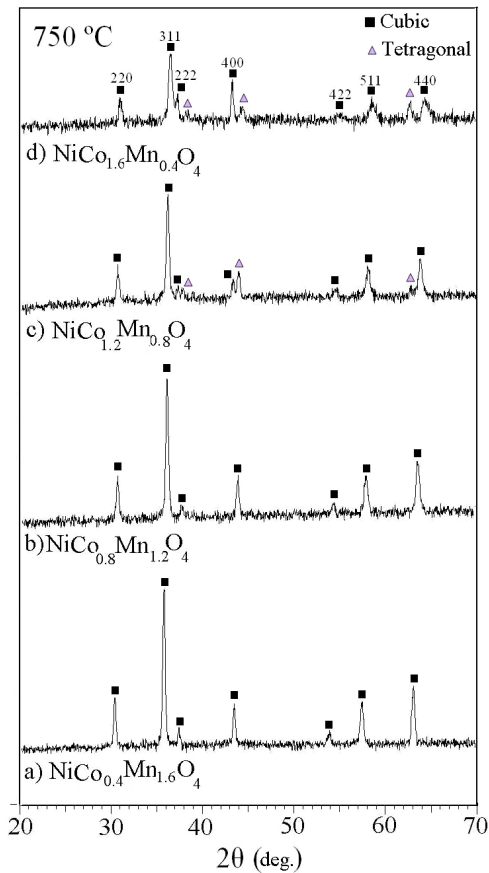 750 ºC
■ Cubic
▲ Tetragonal
220
311
222
400
422
511
440
d) NiCo1.6Mn0.4O4
c) NiCo1.2Mn0.8O4
b)NiCo0.8Mn1.2O4
a) NiCo0.4Mn1.6O4
20 30 40 50 60 70
2θ (deg.)